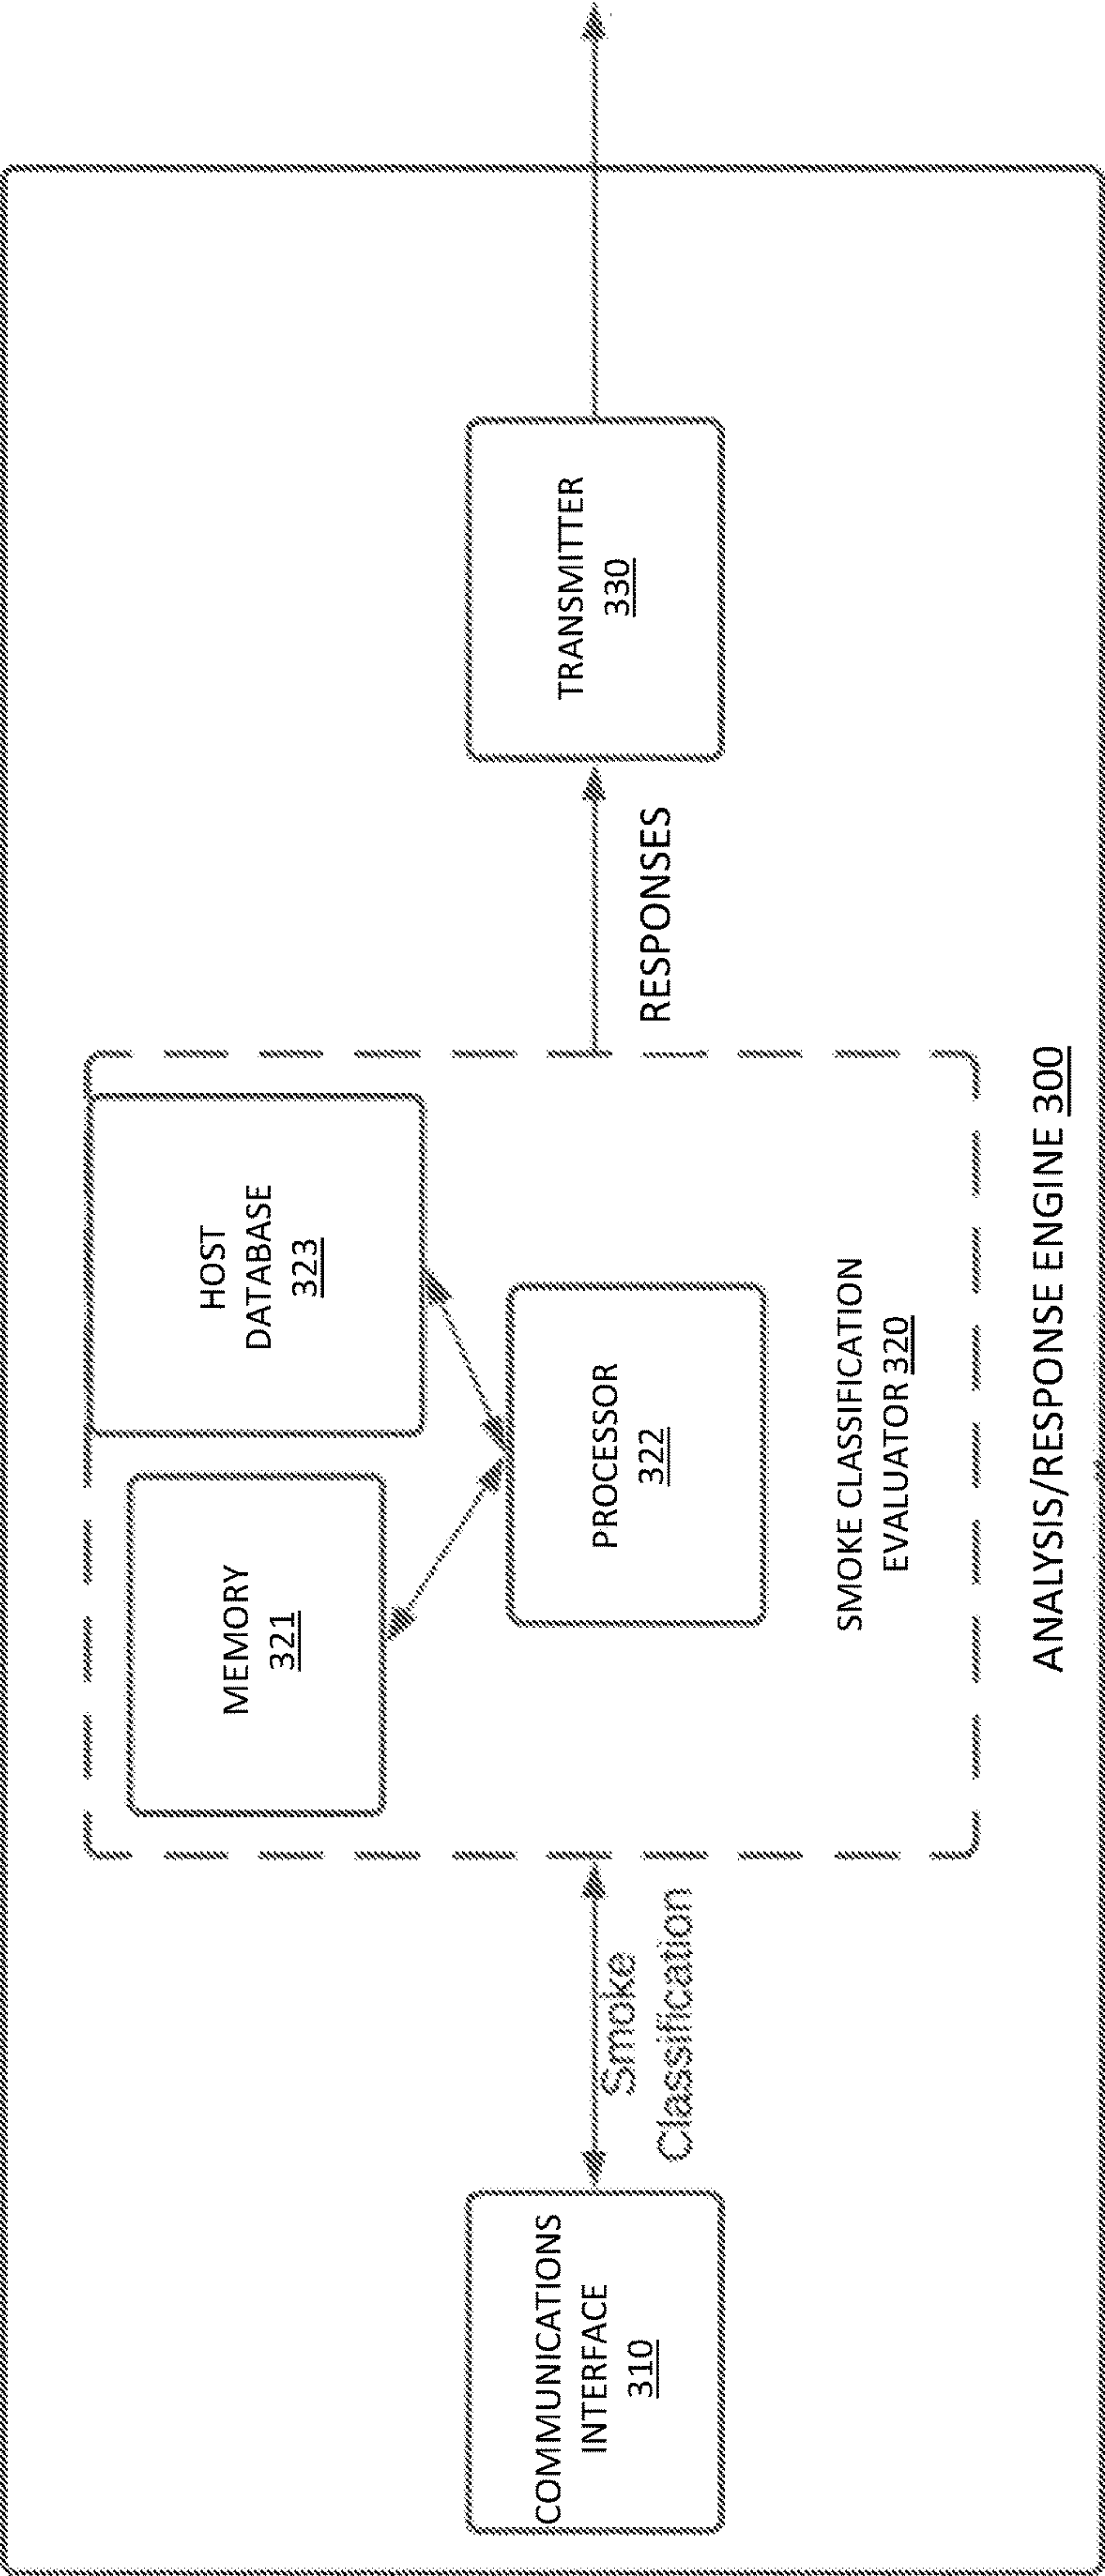 COMMUNICATIONS
INTERFACE
310
Smoke
Classification
MEMORY
321
HOST
DATABASE
323
PROCESSOR
322
SMOKE CLASSIFICATION
EVALUATOR 320
RESPONSES
TRANSMITTER
330
ANALYSIS/RESPONSE ENGINE 300